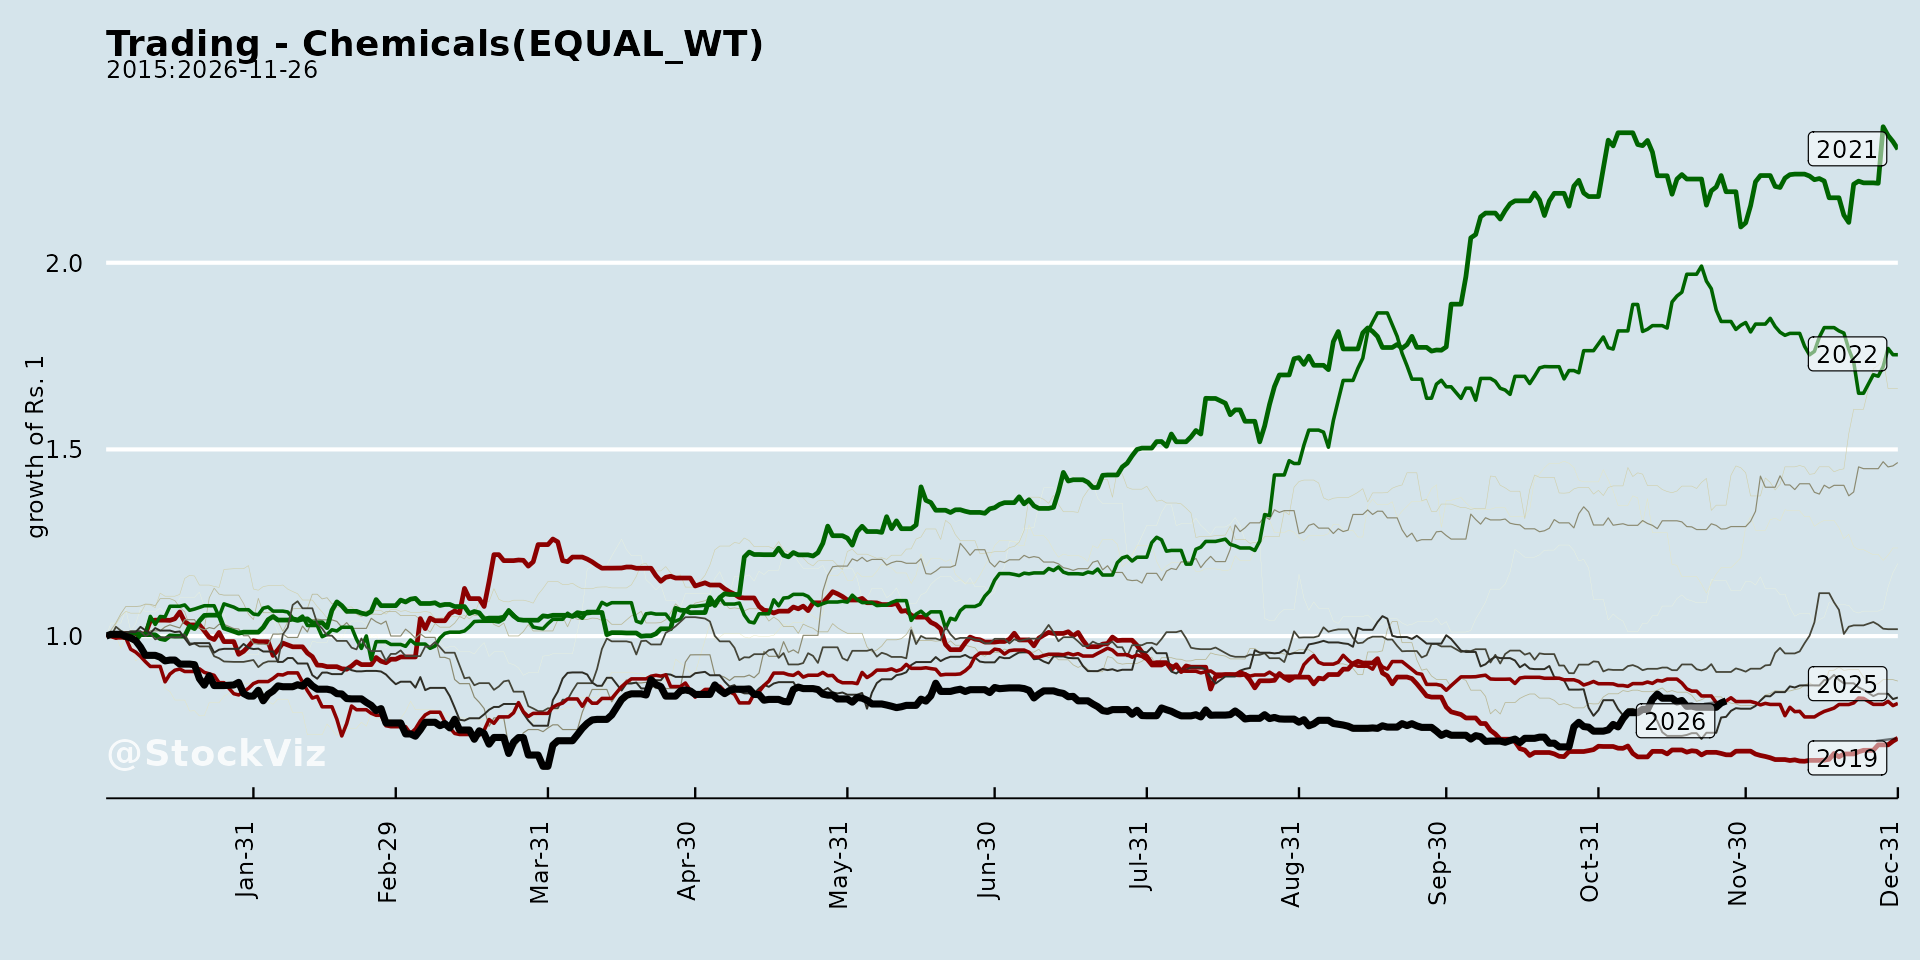 Trading - Chemicals(EQUAL_WT)
2015:2026-11-26
growth of Rs. 1
2.0
1.5
1.0
2021
2022
2025
2026
2019
@StockViz
Jan-31
Feb-29
Mar-31
Apr-30
May-31
Jun-30
Jul-31
Aug-31
Sep-30
Oct-31
Nov-30
Dec-31